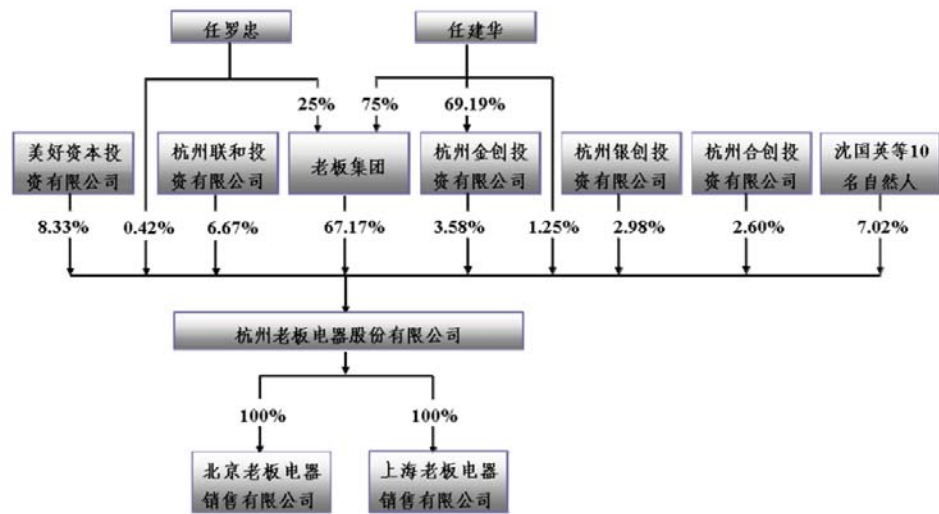 任罗忠
任建华
25%
75%
69.19%
美好资本投
资有限公司
杭州联和投
资有限公司
老板集团
杭州金创投
资有限公司
杭州银创投
资有限公司
杭州合创投
资有限公司
沈国英等10
名自然人
8.33%
0.42%
6.67%
67.17%
3.58%
1.25%
2.98%
2.60%
7.02%
杭州老板电器股份有限公司
100%
100%
北京老板电器
销售有限公司
上海老板电器
销售有限公司